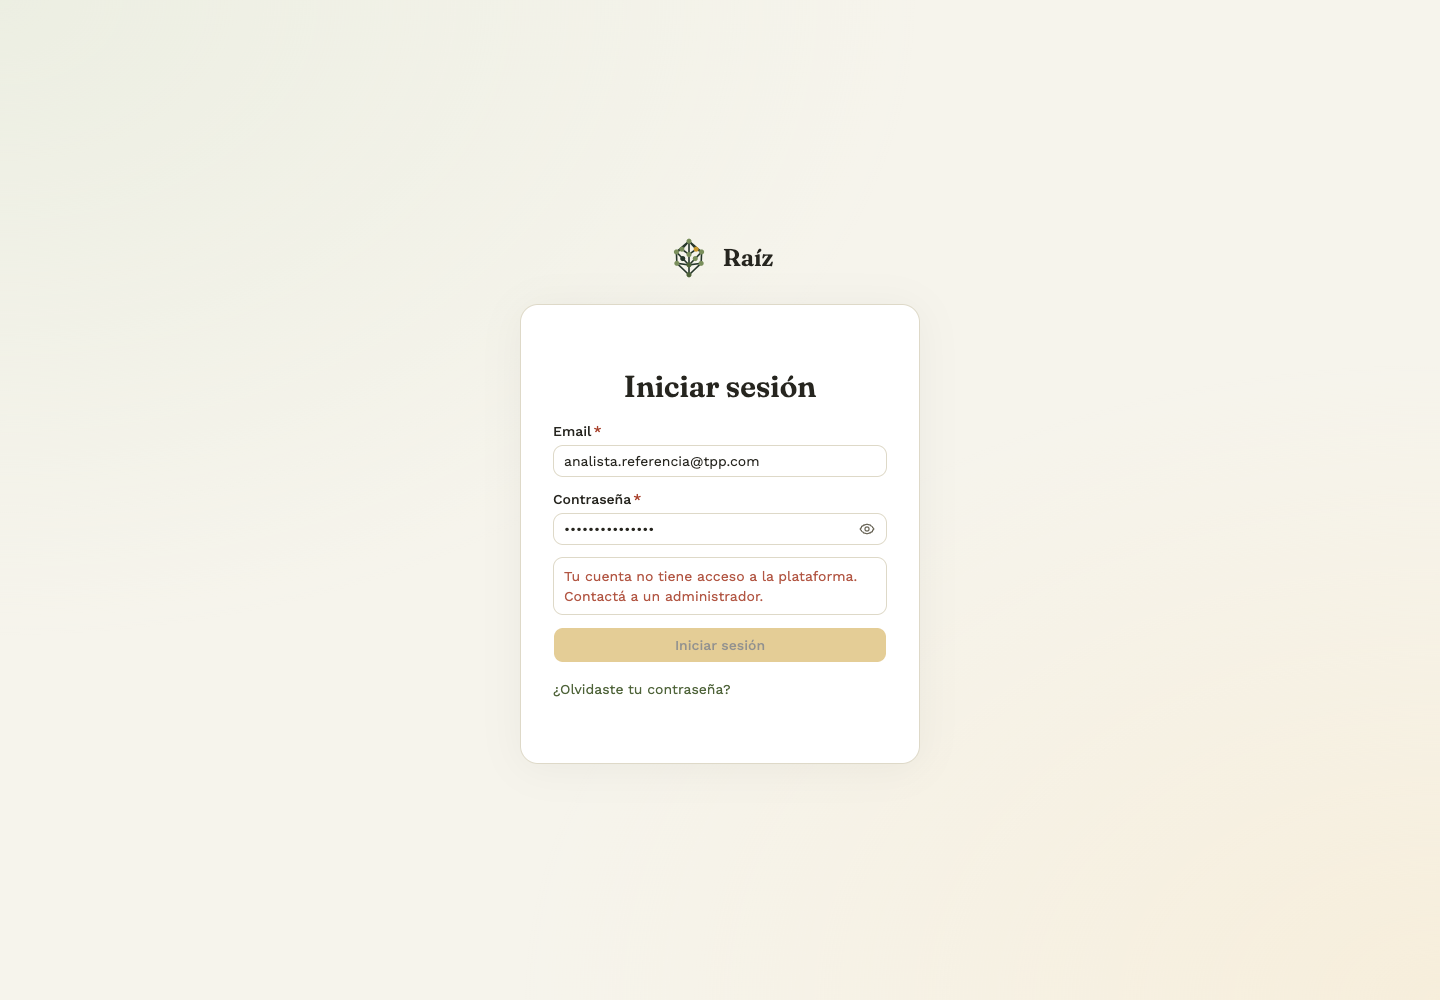 Raíz
Iniciar sesión
Email *
analista.referencia@tpp.com
Contraseña *
•••••••••••••••
Tu cuenta no tiene acceso a la plataforma.
Contactá a un administrador.
Iniciar sesión
¿Olvidaste tu contraseña?